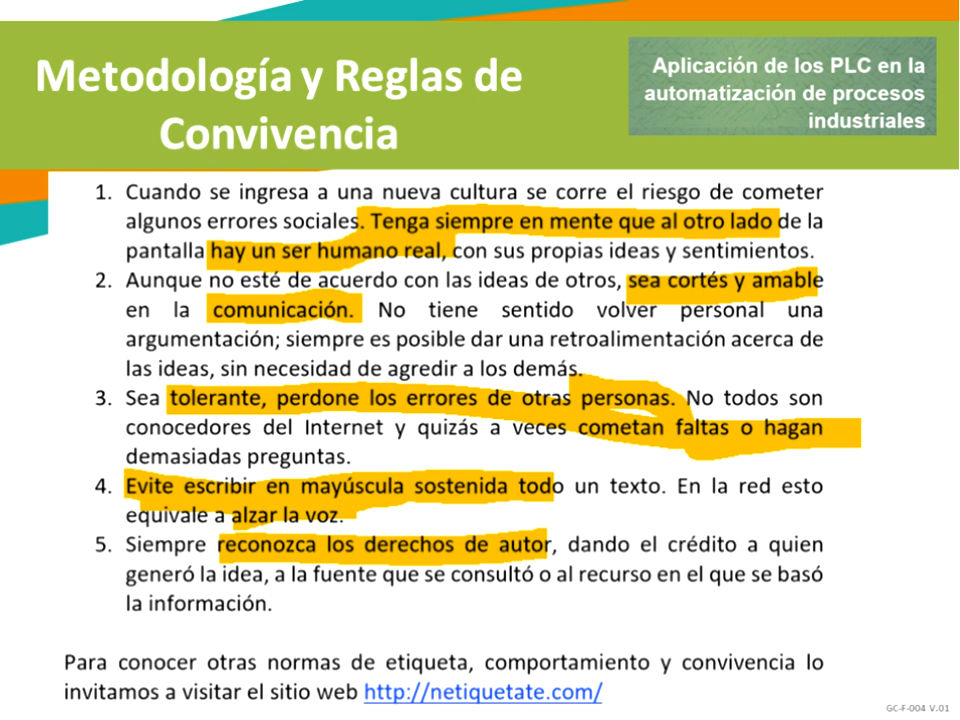 Metodología y Reglas de
Convivencia
Aplicación de los PLC en la
automatización de procesos
industriales
1. Cuando se ingresa a una nueva cultura se corre el riesgo de cometer
algunos errores sociales. Tenga siempre en mente que al otro lado de la
pantalla hay un ser humano real, con sus propias ideas y sentimientos.
2. Aunque no esté de acuerdo con las ideas de otros, sea cortés y amable
en la comunicación. No tiene sentido volver personal una
argumentación; siempre es posible dar una retroalimentación acerca de
las ideas, sin necesidad de agredir a los demás.
3. Sea tolerante, perdone los errores de otras personas. No todos son
conocedores del Internet y quizás a veces cometan faltas o hagan
demasiadas preguntas.
4. Evite escribir en mayúscula sostenida todo un texto. En la red esto
equivale a alzar la voz.
5. Siempre reconozca los derechos de autor, dando el crédito a quien
generó la idea, a la fuente que se consultó o al recurso en el que se basó
la información.
Para conocer otras normas de etiqueta, comportamiento y convivencia lo
invitamos a visitar el sitio web http://netiquetate.com/
GC-F-004 V.01